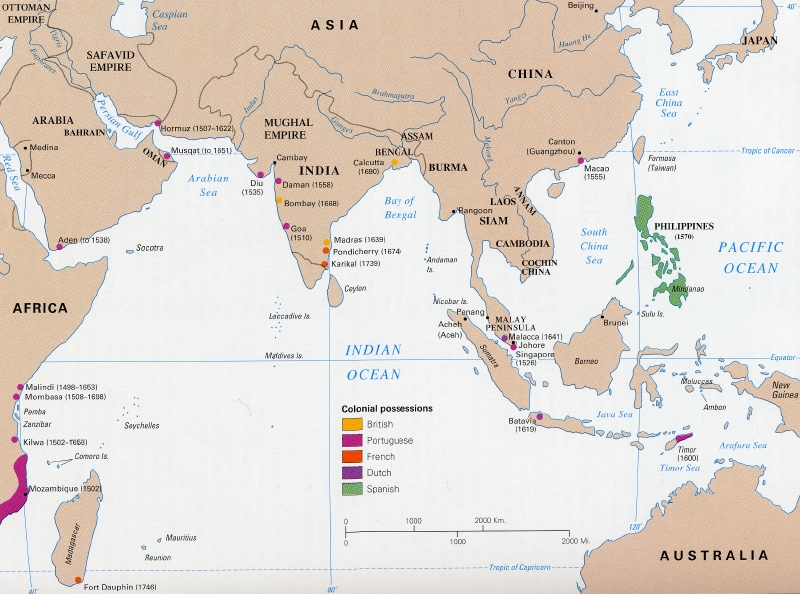 OTTOMAN
EMPIRE
Caspian
Sea
ASIA
Beijing
40°
JAPAN
Tigris
Euphrates
SAFAVID
EMPIRE
Huang He
CHINA
East
China
Sea
Indus
Brahmaputra
Yangzi
ARABIA
Persian Gulf
BAHRAIN
Hormuz (1507–1622)
MUGHAL
EMPIRE
Ganges
ASSAM
Mekong
Medina
OMAN
Musqat (to 1651)
Cambay
BENGAL
Canton
(Guangzhou)
Tropic of Cancer
Red Sea
Mecca
INDIA
Calcutta
(1690)
BURMA
Macao
(1555)
Formosa
(Taiwan)
Arabian
Sea
Diu
(1535)
Daman (1558)
Bombay (1668)
Bay of
Bengal
LAOS
ANNAM
Rangoon
SIAM
Goa
(1510)
PHILIPPINES
(1570)
Aden (to 1538)
Socotra
Madras (1639)
Pondicherry (1674)
Karikal (1739)
CAMBODIA
COCHIN
CHINA
South
China
Sea
PACIFIC
OCEAN
Andaman
Is.
Ceylon
Mindanao
AFRICA
Laccadive Is.
Nicobar Is.
Penang
Acheh
(Aceh)
MALAY
PENINSULA
Brunei
Sulu Is.
Maldives Is.
INDIAN
OCEAN
Malacca (1641)
Johore
Singapore
(1526)
Sumatra
Borneo
Equator
Moluccas
New
Guinea
Malindi (1498–1653)
Mombasa (1508–1698)
Pemba
Zanzibar
Seychelles
Colonial possessions
British
Portuguese
French
Dutch
Spanish
Batavia
(1619)
Java Sea
Ambon
Kilwa (1502–1656)
Comoro Is.
Timor
(1600)
Arafura Sea
Timor Sea
Mozambique (1502)
Madagascar
Mauritius
Reunion
0
1000
2000 Km.
0
1000
2000 Mi.
120°
AUSTRALIA
Tropic of Capricorn
Fort Dauphin (1746)
40°
80°